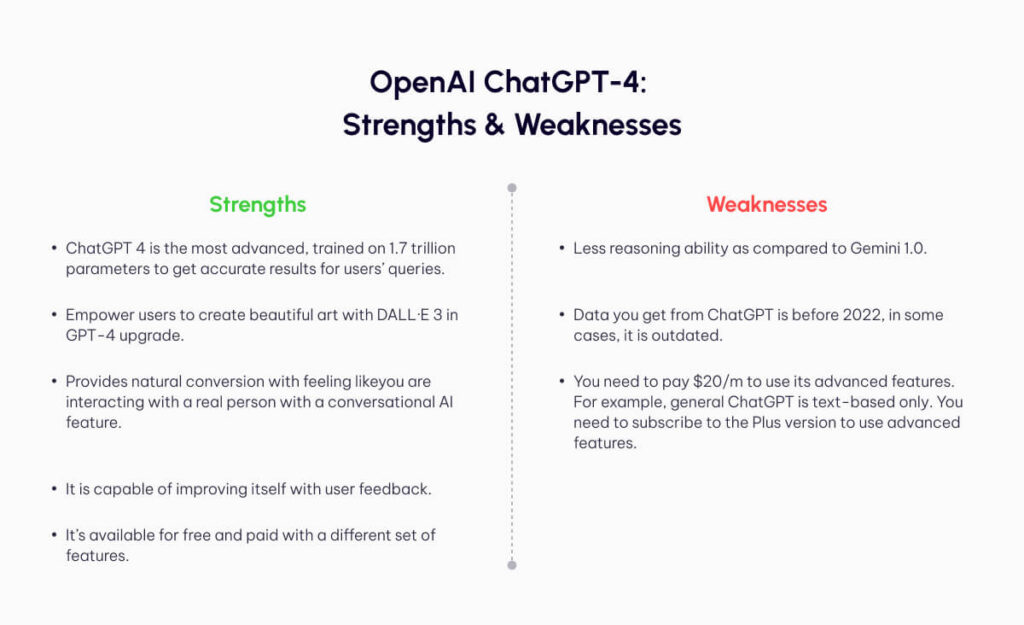 OpenAI ChatGPT-4:
Strengths & Weaknesses
Strengths
• ChatGPT 4 is the most advanced, trained on 1.7 trillion
parameters to get accurate results for users’ queries.
• Empower users to create beautiful art with DALL·E 3 in
GPT-4 upgrade.
• Provides natural conversion with feeling likeyou are
interacting with a real person with a conversational AI
feature.
• It is capable of improving itself with user feedback.
• It’s available for free and paid with a different set of
features.
Weaknesses
• Less reasoning ability as compared to Gemini 1.0.
• Data you get from ChatGPT is before 2022, in some
cases, it is outdated.
• You need to pay $20/m to use its advanced features.
For example, general ChatGPT is text-based only. You
need to subscribe to the Plus version to use advanced
features.